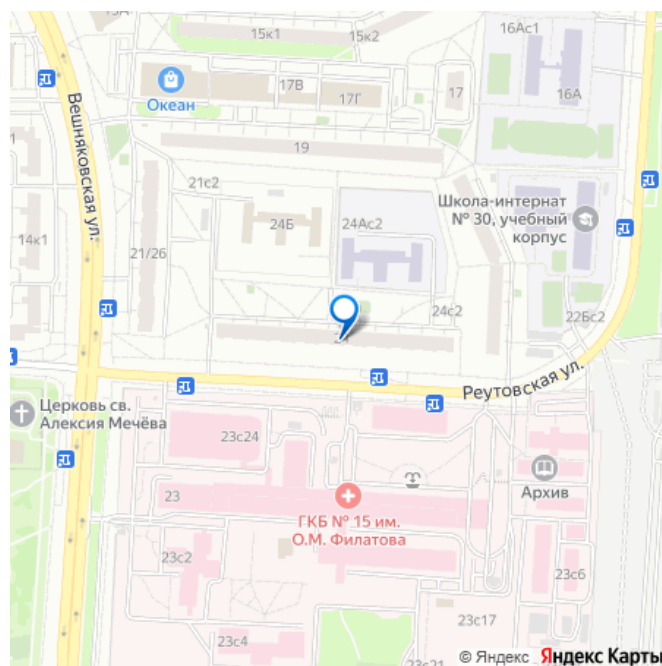 15к1
15к2
16Ас1
17В
Океан
17Г
17
16А
Вешняковская ул.
19
21с2
Школа-интернат
№ 30, учебный
корпус
24Б
24Ас2
14к1
21/26
24с2
22Бс2
Реутовская ул.
Церковь св.
Алексия Мечёва
23с24
23
Архив
ГКБ № 15 им.
О.М. Филатова
23с2
23с6
23с17
23с4
23с21
© Яндекс Яндекс Карты